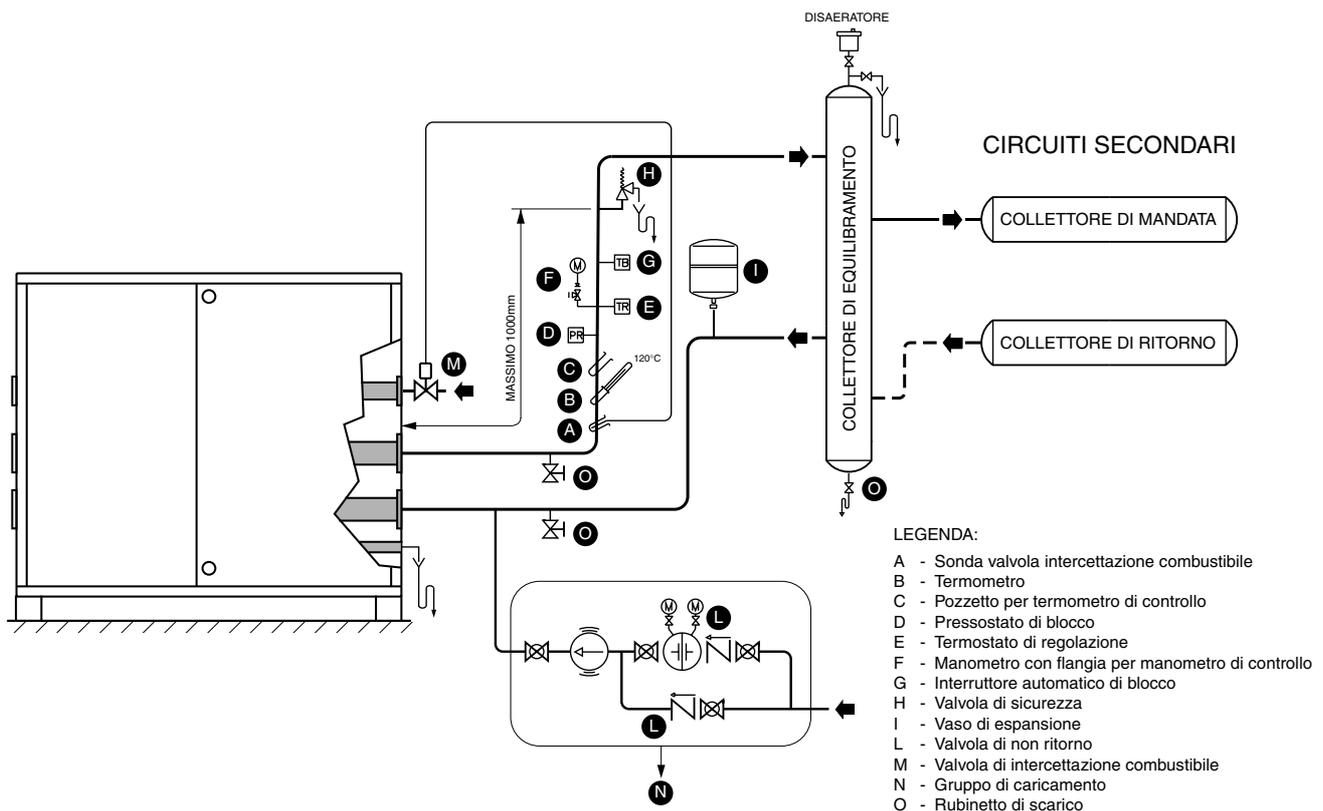 DISAERATORE
CIRCUITI SECONDARI
H
COLLETTORE DI MANDATA
COLLETTORE DI EQUILIBRAMENTO
TB
G
M
F
I
TR
E
D
PR
COLLETTORE DI RITORNO
MASSIMO 1000mm
120°C
C
M
B
A
O
O
O
LEGENDA:
A - Sonda valvola intercettazione combustibile
B - Termometro
C - Pozzetto per termometro di controllo
D - Pressostato di blocco
E - Termostato di regolazione
F - Manometro con flangia per manometro di controllo
G - Interruttore automatico di blocco
H - Valvola di sicurezza
I - Vaso di espansione
L - Valvola di non ritorno
M - Valvola di intercettazione combustibile
N - Gruppo di caricamento
O - Rubinetto di scarico
M
M
L
L
N